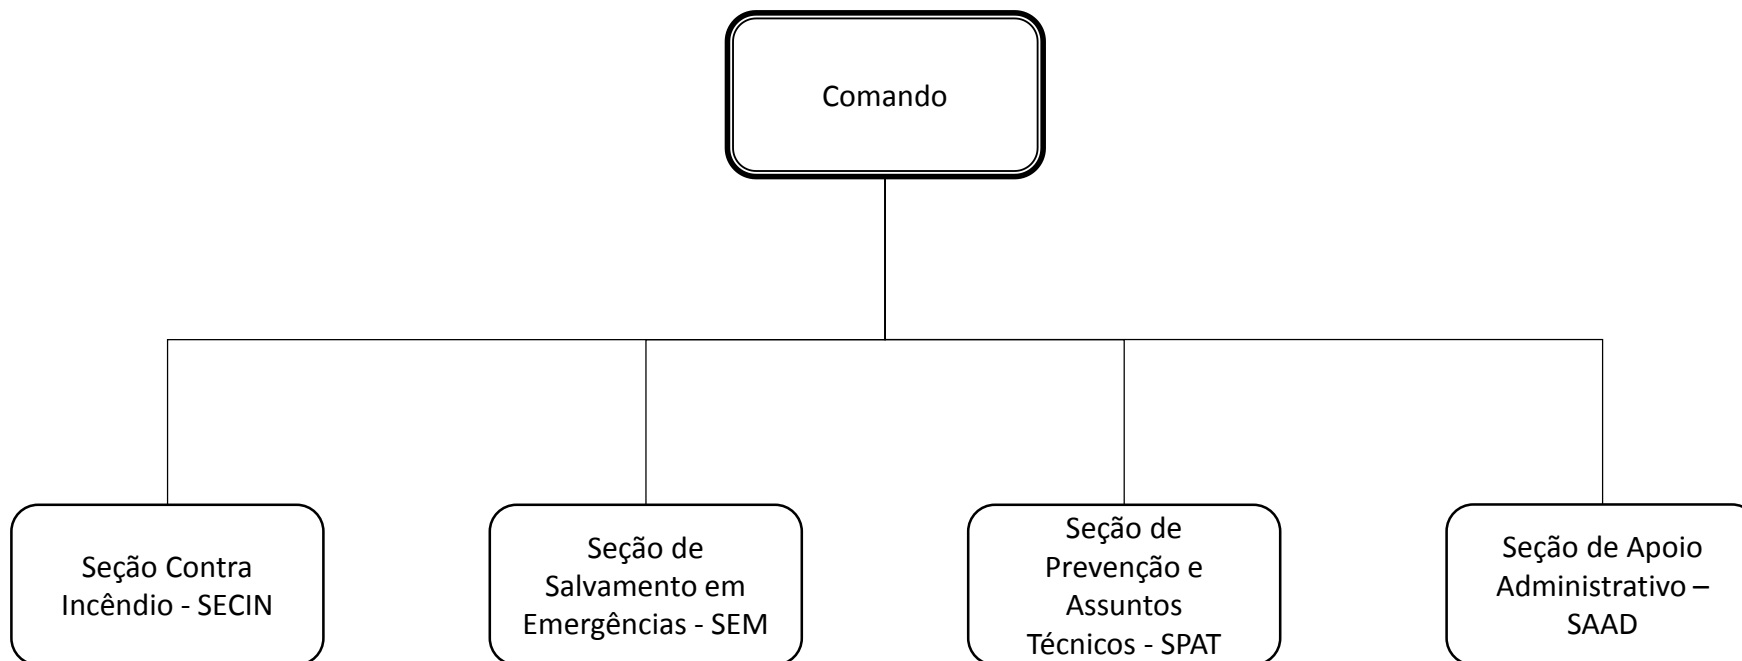 Comando
Seção Contra
Incêndio - SECIN
Seção de
Salvamento em
Emergências - SEM
Seção de
Prevenção e
Assuntos
Técnicos - SPAT
Seção de Apoio
Administrativo –
SAAD